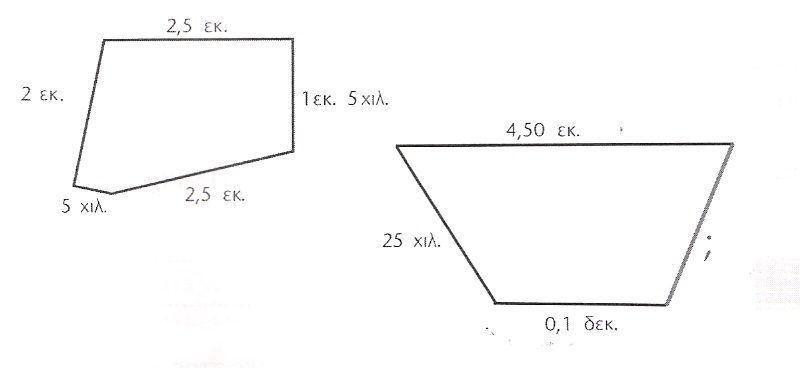 2,5 εκ.
2 εκ.
1εκ. 5χιλ.
5 χιλ.
2,5 εκ.
4,50 εκ.
25 χιλ.
;
0,1 δεκ.